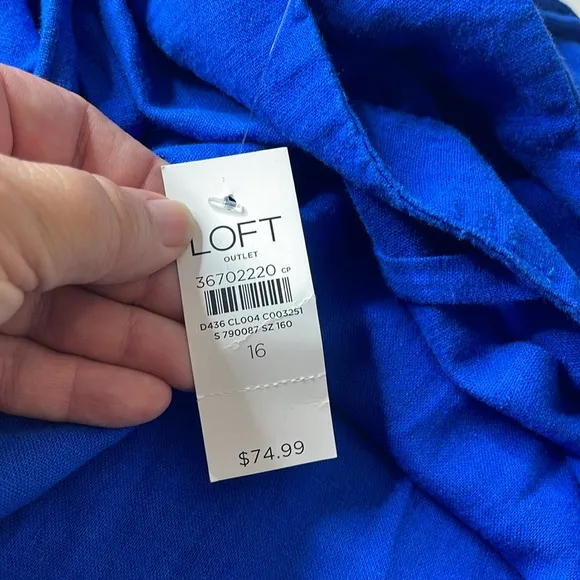 LOFT
OUTLET
36702220 CP
D436 CL004 C003251
S 790087 SZ 160
16
$74.99